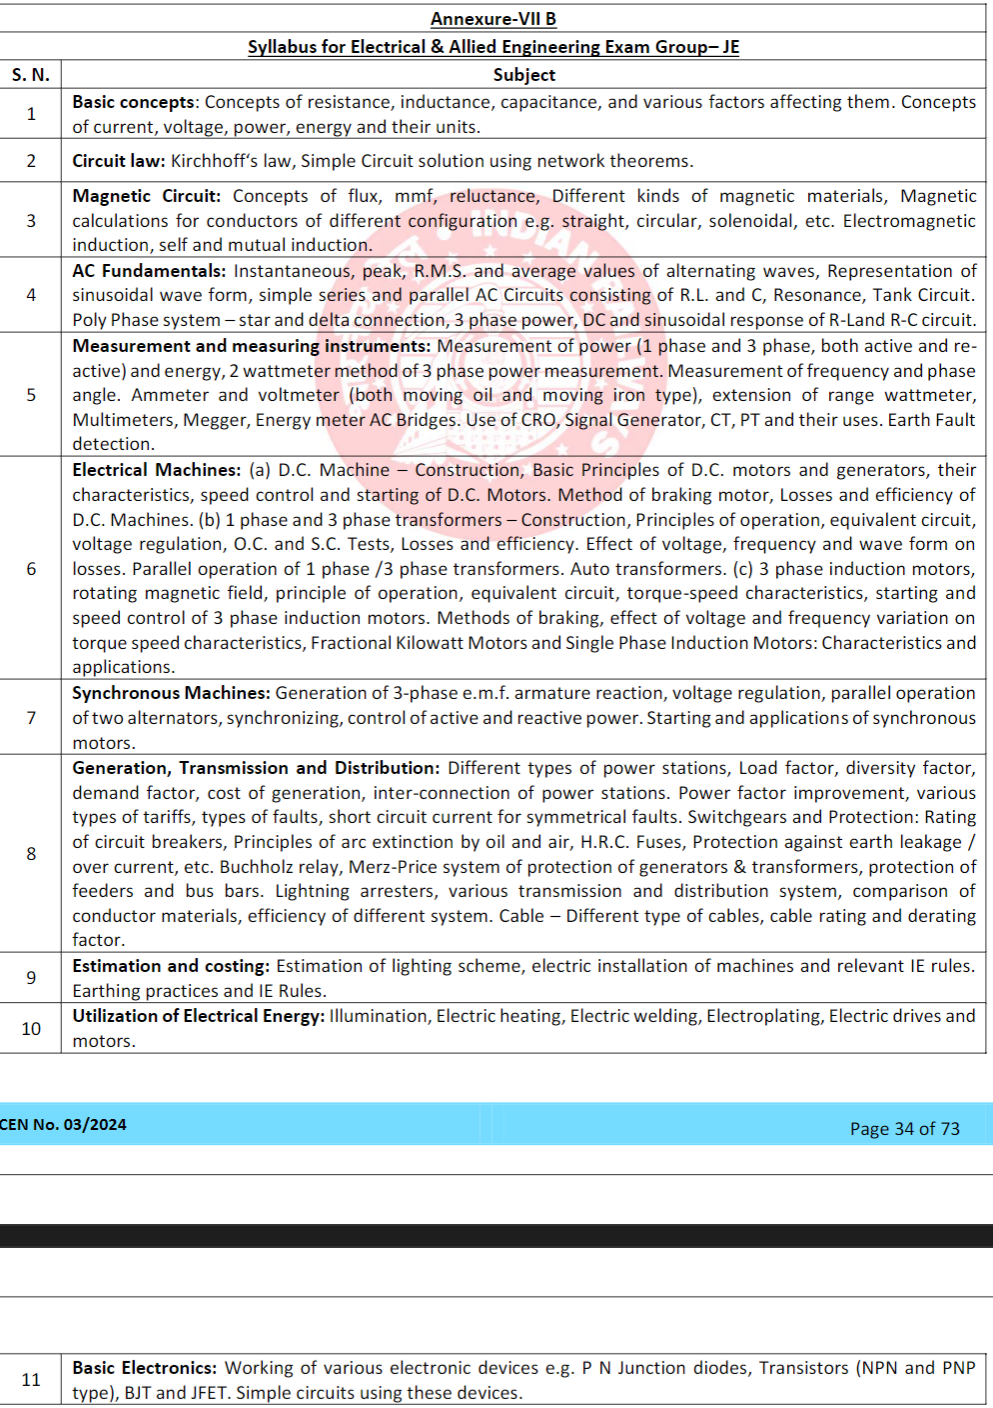 Annexure-VII B
Syllabus for Electrical & Allied Engineering Exam Group– JE
S. N. Subject
1 Basic concepts: Concepts of resistance, inductance, capacitance, and various factors affecting them. Concepts
of current, voltage, power, energy and their units.
2 Circuit law: Kirchhoff‘s law, Simple Circuit solution using network theorems.
3 Magnetic Circuit: Concepts of flux, mmf, reluctance, Different kinds of magnetic materials, Magnetic
calculations for conductors of different configuration e.g. straight, circular, solenoidal, etc. Electromagnetic
induction, self and mutual induction.
4 AC Fundamentals: Instantaneous, peak, R.M.S. and average values of alternating waves, Representation of
sinusoidal wave form, simple series and parallel AC Circuits consisting of R.L. and C, Resonance, Tank Circuit.
Poly Phase system – star and delta connection, 3 phase power, DC and sinusoidal response of R-Land R-C circuit.
5 Measurement and measuring instruments: Measurement of power (1 phase and 3 phase, both active and re-
active) and energy, 2 wattmeter method of 3 phase power measurement. Measurement of frequency and phase
angle. Ammeter and voltmeter (both moving oil and moving iron type), extension of range wattmeter,
Multimeters, Megger, Energy meter AC Bridges. Use of CRO, Signal Generator, CT, PT and their uses. Earth Fault
detection.
6 Electrical Machines: (a) D.C. Machine – Construction, Basic Principles of D.C. motors and generators, their
characteristics, speed control and starting of D.C. Motors. Method of braking motor, Losses and efficiency of
D.C. Machines. (b) 1 phase and 3 phase transformers – Construction, Principles of operation, equivalent circuit,
voltage regulation, O.C. and S.C. Tests, Losses and efficiency. Effect of voltage, frequency and wave form on
losses. Parallel operation of 1 phase /3 phase transformers. Auto transformers. (c) 3 phase induction motors,
rotating magnetic field, principle of operation, equivalent circuit, torque-speed characteristics, starting and
speed control of 3 phase induction motors. Methods of braking, effect of voltage and frequency variation on
torque speed characteristics, Fractional Kilowatt Motors and Single Phase Induction Motors: Characteristics and
applications.
7 Synchronous Machines: Generation of 3-phase e.m.f. armature reaction, voltage regulation, parallel operation
of two alternators, synchronizing, control of active and reactive power. Starting and applications of synchronous
motors.
8 Generation, Transmission and Distribution: Different types of power stations, Load factor, diversity factor,
demand factor, cost of generation, inter-connection of power stations. Power factor improvement, various
types of tariffs, types of faults, short circuit current for symmetrical faults. Switchgears and Protection: Rating
of circuit breakers, Principles of arc extinction by oil and air, H.R.C. Fuses, Protection against earth leakage /
over current, etc. Buchholz relay, Merz-Price system of protection of generators & transformers, protection of
feeders and bus bars. Lightning arresters, various transmission and distribution system, comparison of
conductor materials, efficiency of different system. Cable – Different type of cables, cable rating and derating
factor.
9 Estimation and costing: Estimation of lighting scheme, electric installation of machines and relevant IE rules.
Earthing practices and IE Rules.
10 Utilization of Electrical Energy: Illumination, Electric heating, Electric welding, Electroplating, Electric drives and
motors.
CEN No. 03/2024 Page 34 of 73
11 Basic Electronics: Working of various electronic devices e.g. P N Junction diodes, Transistors (NPN and PNP
type), BJT and JFET. Simple circuits using these devices.
INDIAN RAILWAYS
भारतीय रेल